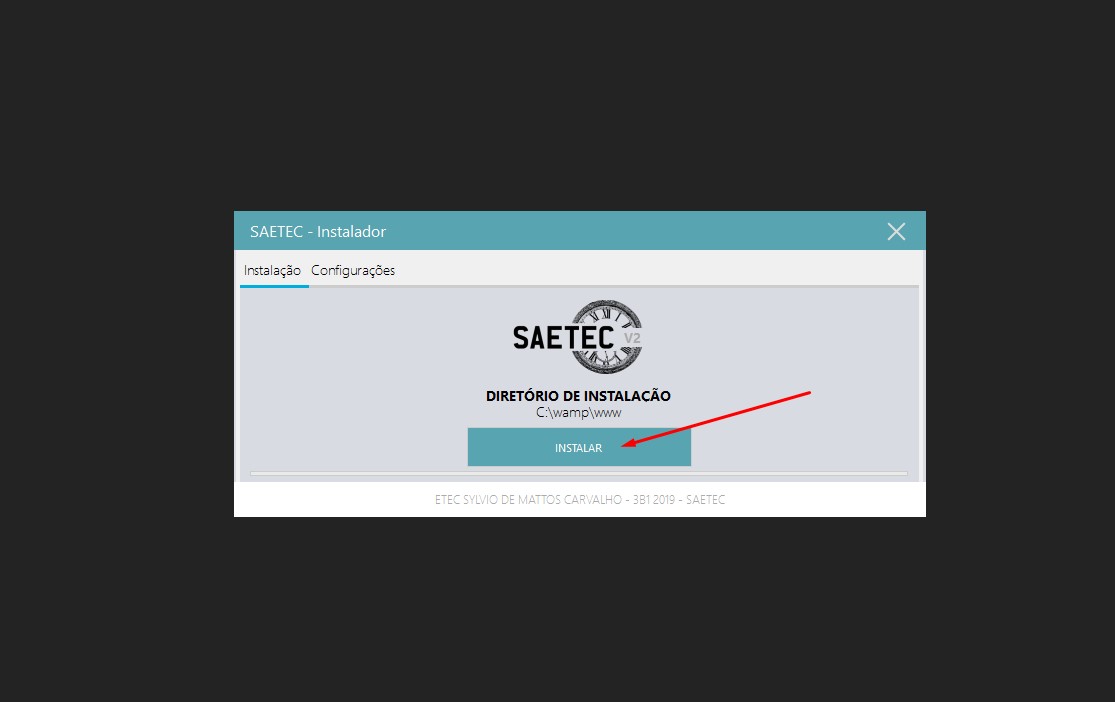 SAETEC - Instalador
Instalação Configurações
SAETEC V2
DIRETÓRIO DE INSTALAÇÃO
C:\wamp\www
INSTALAR
ETEC SYLVIO DE MATTOS CARVALHO - 3B1 2019 - SAETEC